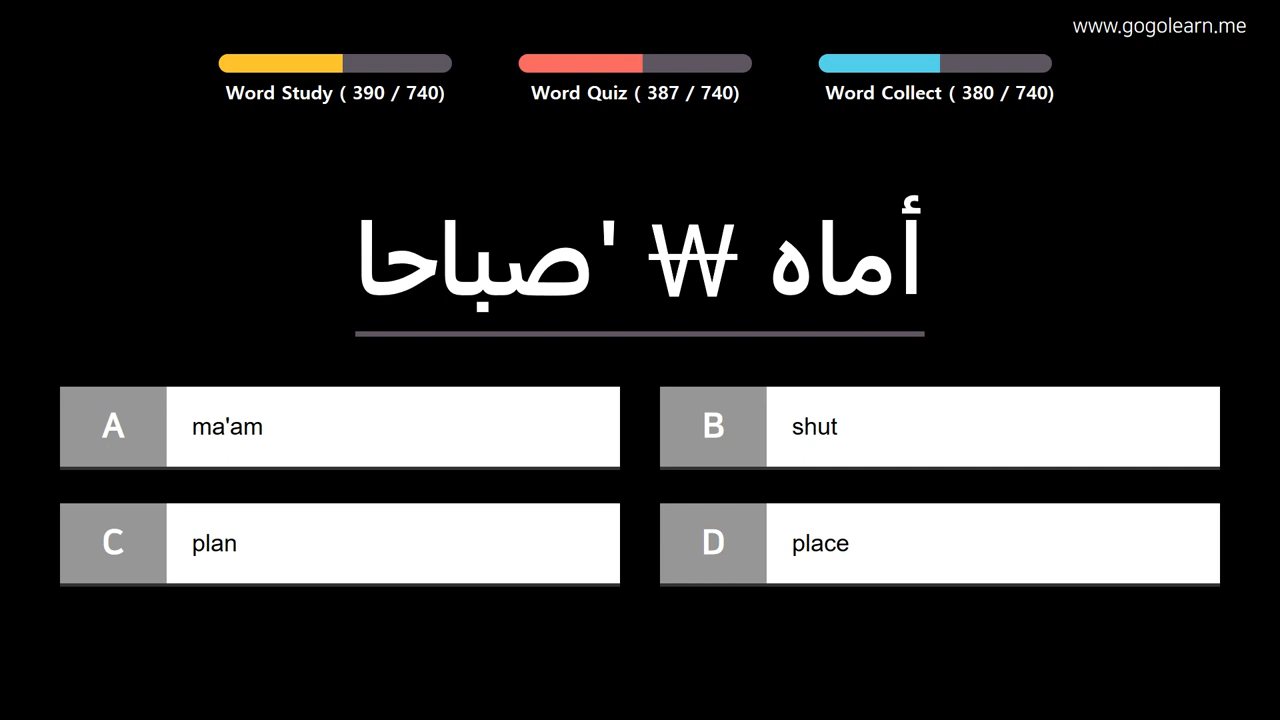 www.gogolearn.me
Word Study ( 390 / 740)
Word Quiz ( 387 / 740)
Word Collect ( 380 / 740)
أماه ₩ 'صباحا
A ma'am
B shut
C plan
D place